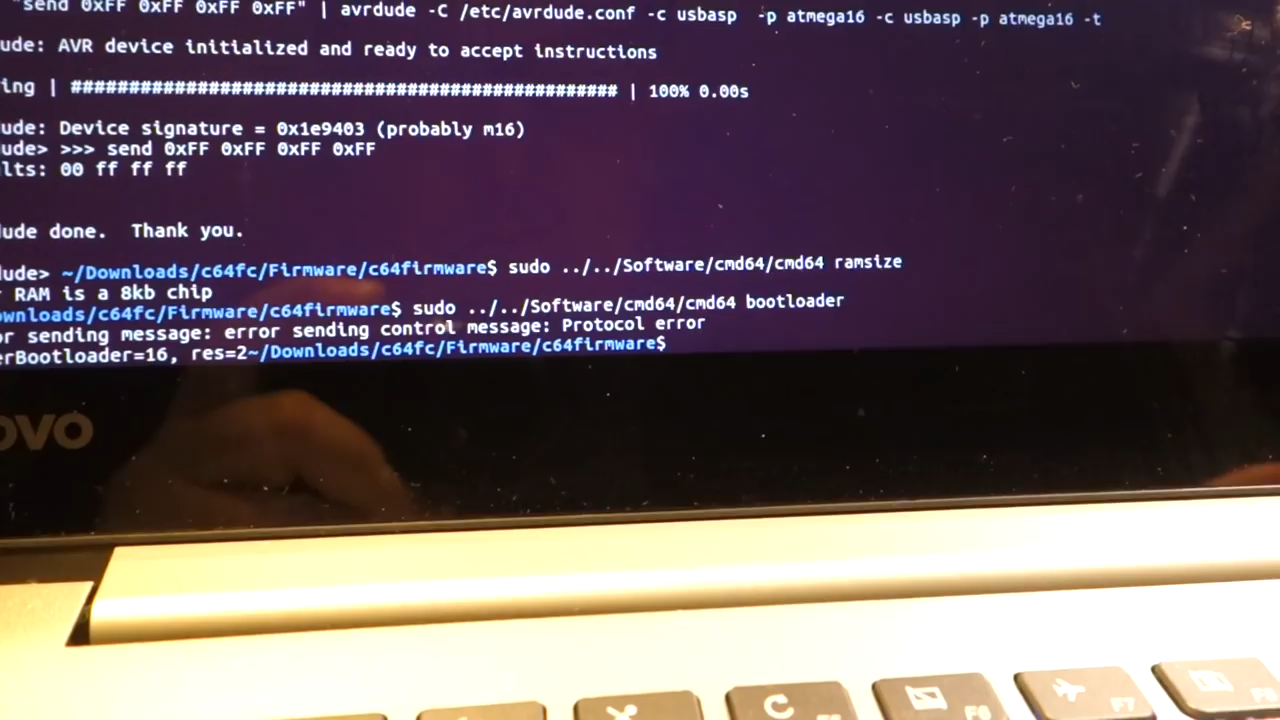 "send 0xFF 0xFF 0xFF 0xFF" | avrdude -C /etc/avrdude.conf -c usbasp  -p atmega16 -c usbasp -p atmega16 -t
ude: AVR device initialized and ready to accept instructions
ing | ################################################## | 100% 0.00s
ude: Device signature = 0x1e9403 (probably m16)
ude> >>> send 0xFF 0xFF 0xFF 0xFF
lts: 00 ff ff ff
ude done.  Thank you.
ude> ~/Downloads/c64fc/Firmware/c64firmware$ sudo ../../Software/cmd64/cmd64 ramsize
r RAM is a 8kb chip
ownloads/c64fc/Firmware/c64firmware$ sudo ../../Software/cmd64/cmd64 bootloader
or sending message: error sending control message: Protocol error
erBootloader=16, res=2~/Downloads/c64fc/Firmware/c64firmware$
ovo
F6
F7